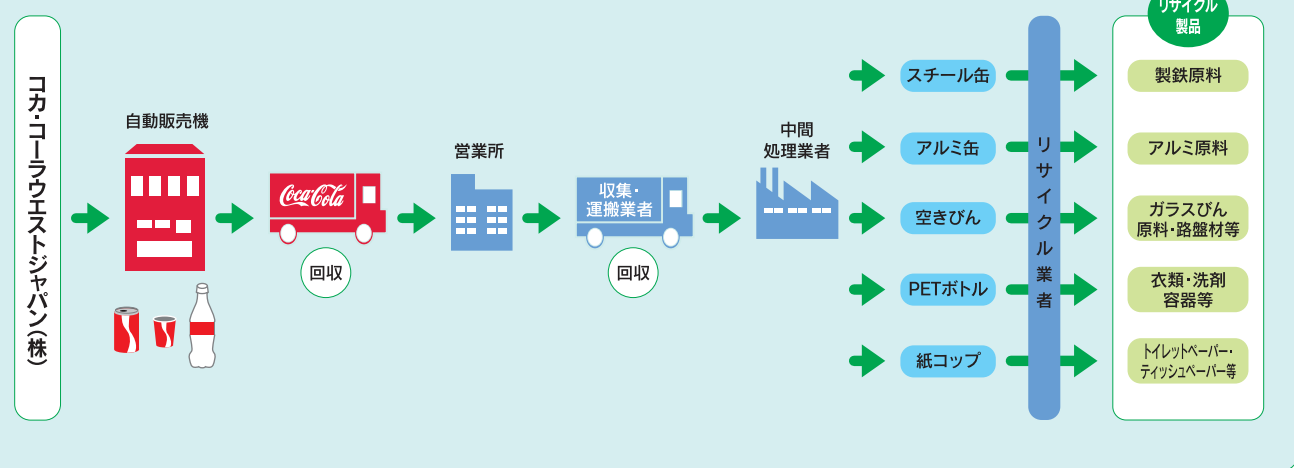 コカ・コーラウエストジャパン(株)
自動販売機
Coca-Cola
回収
営業所
収集・
運搬業者
回収
中間
処理業者
スチール缶
アルミ缶
空きびん
PETボトル
紙コップ
リサイクル業者
リサイクル
製品
製鉄原料
アルミ原料
ガラスびん
原料・路盤材等
衣類・洗剤
容器等
トイレットペーパー・
ティッシュペーパー等